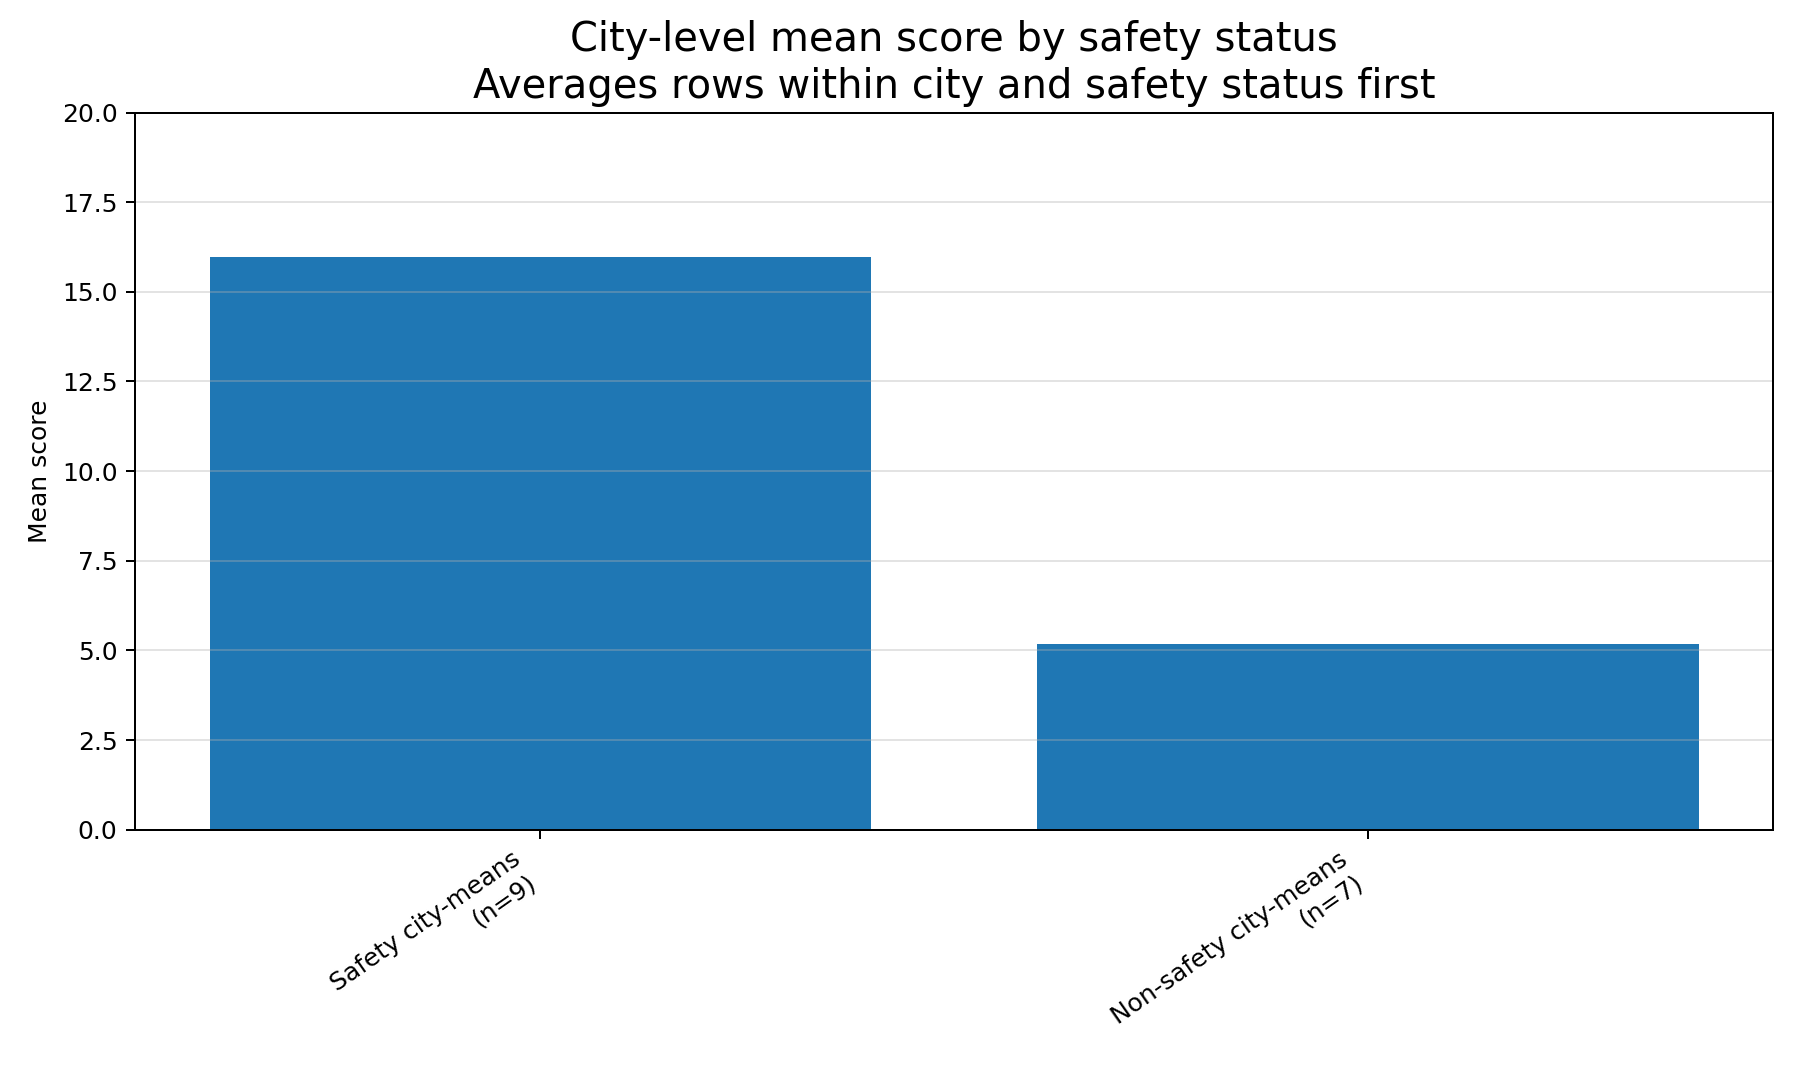 City-level mean score by safety status
Averages rows within city and safety status first
Mean score
20.0
17.5
15.0
12.5
10.0
7.5
5.0
2.5
0.0
Safety city-means
(n=9)
Non-safety city-means
(n=7)